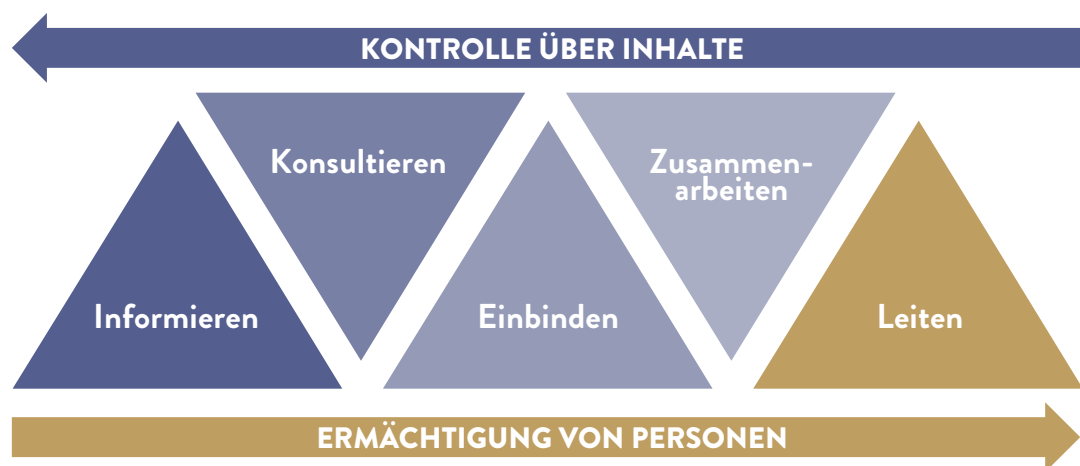 KONTROLLE ÜBER INHALTE
Konsultieren
Zusammen-
arbeiten
Informieren
Einbinden
Leiten
ERMÄCHTIGUNG VON PERSONEN